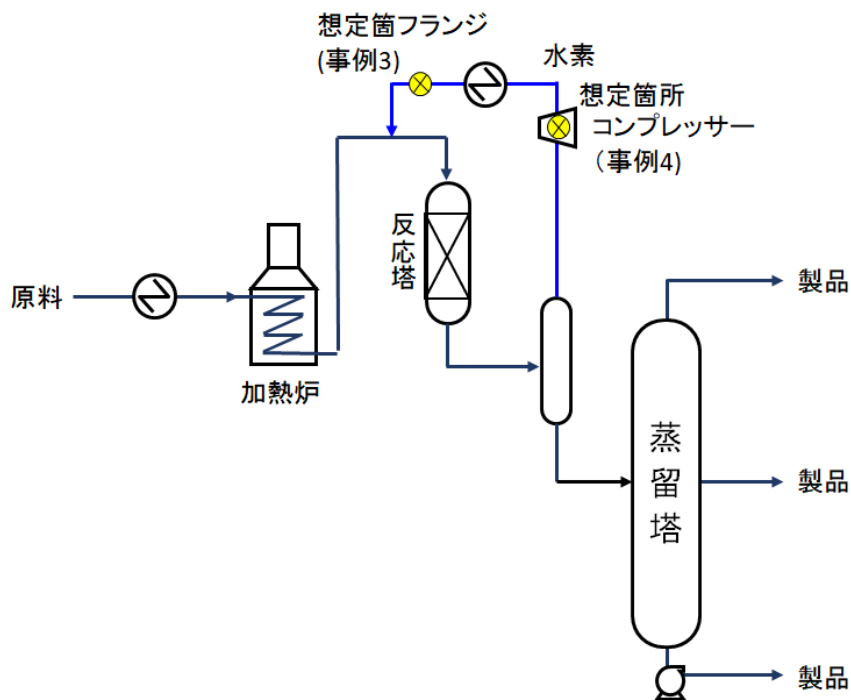 想定箇フランジ
(事例3)
水素
想定箇所
コンプレッサー
（事例4）
反応塔
原料
加熱炉
製品
蒸留塔
製品
製品